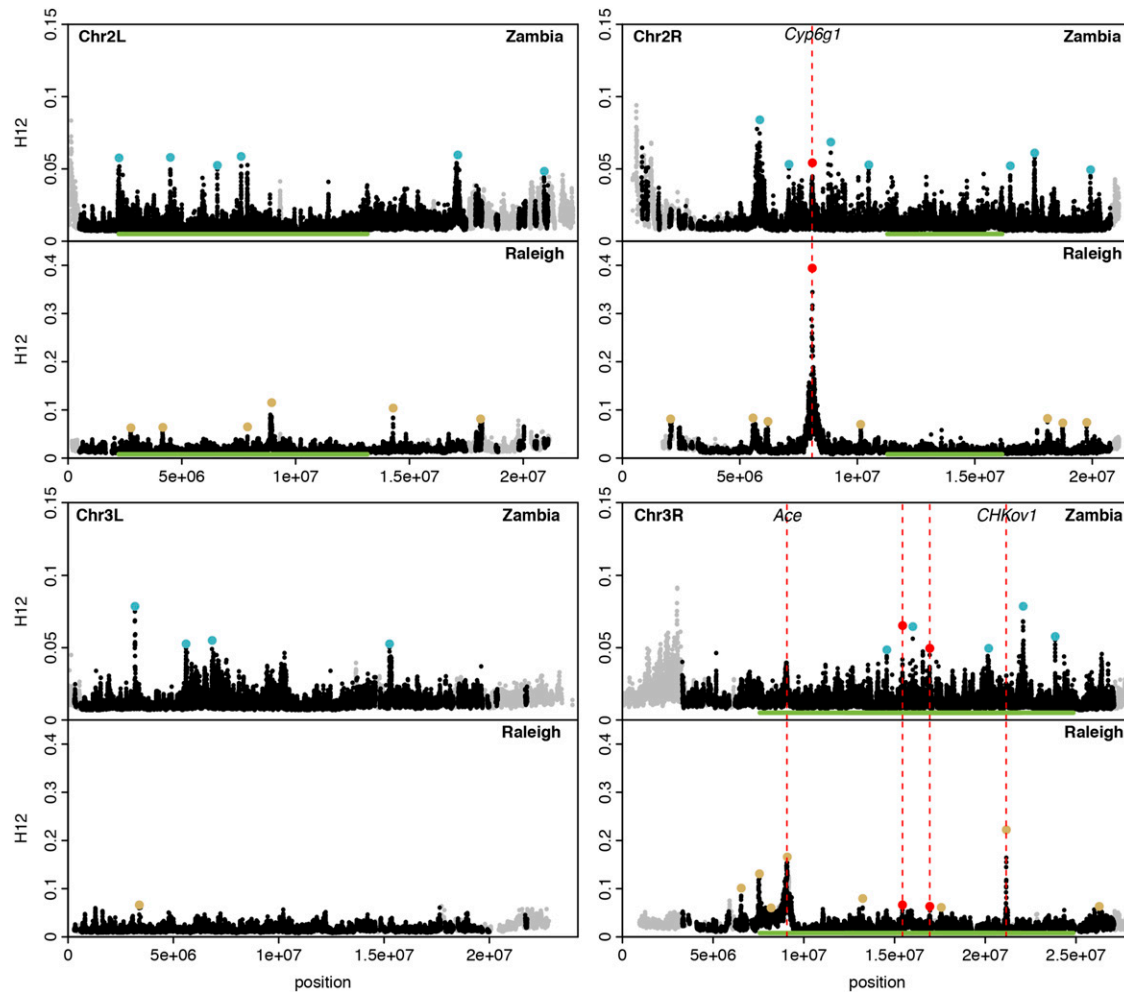 Chr2L Zambia
H12
0 0.05 0.1 0.15
Raleigh
H12
0 0.1 0.2 0.3 0.4
0 5e+06 1e+07 1.5e+07 2e+07
Chr2R Cyp6g1 Zambia
0 0.05 0.1 0.15
Raleigh
0 0.1 0.2 0.3 0.4
0 5e+06 1e+07 1.5e+07 2e+07
Chr3L Zambia
H12
0 0.05 0.1 0.15
Raleigh
H12
0 0.1 0.2 0.3 0.4
0 5e+06 1e+07 1.5e+07 2e+07
position
Chr3R Ace CHKov1 Zambia
0 0.05 0.1 0.15
Raleigh
0 0.1 0.2 0.3 0.4
0 5e+06 1e+07 1.5e+07 2e+07 2.5e+07
position